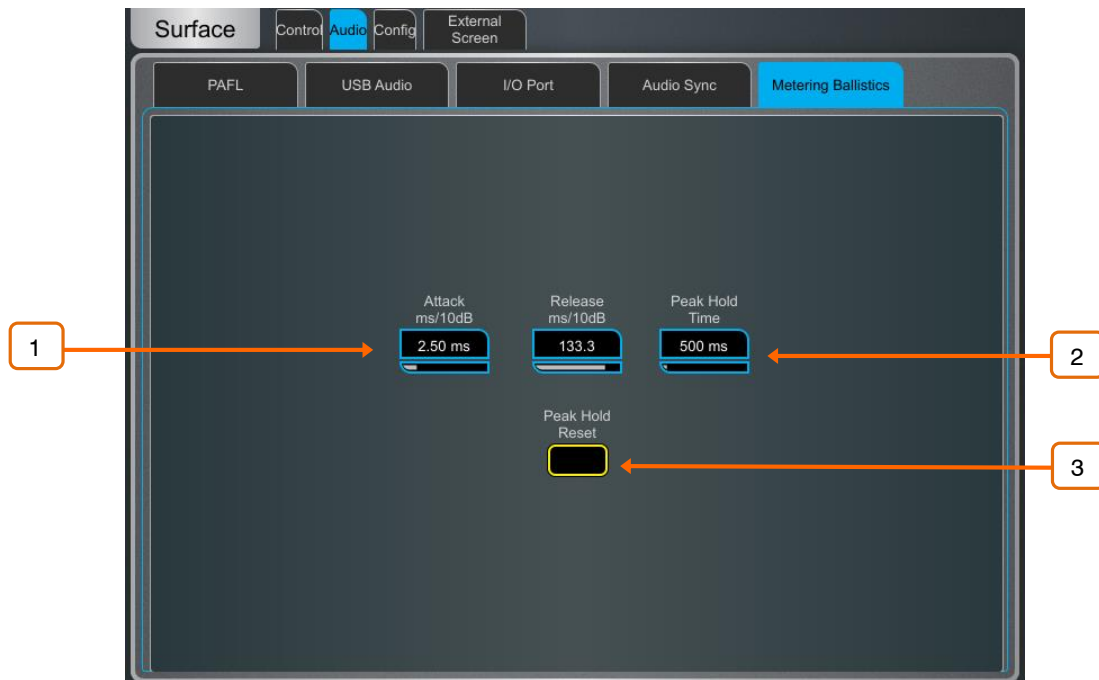 Surface
Control
Audio
Config
External
Screen
PAFL
USB Audio
I/O Port
Audio Sync
Metering Ballistics
Attack
ms/10dB
2.50 ms
Release
ms/10dB
133.3
Peak Hold
Time
500 ms
Peak Hold
Reset
1
2
3